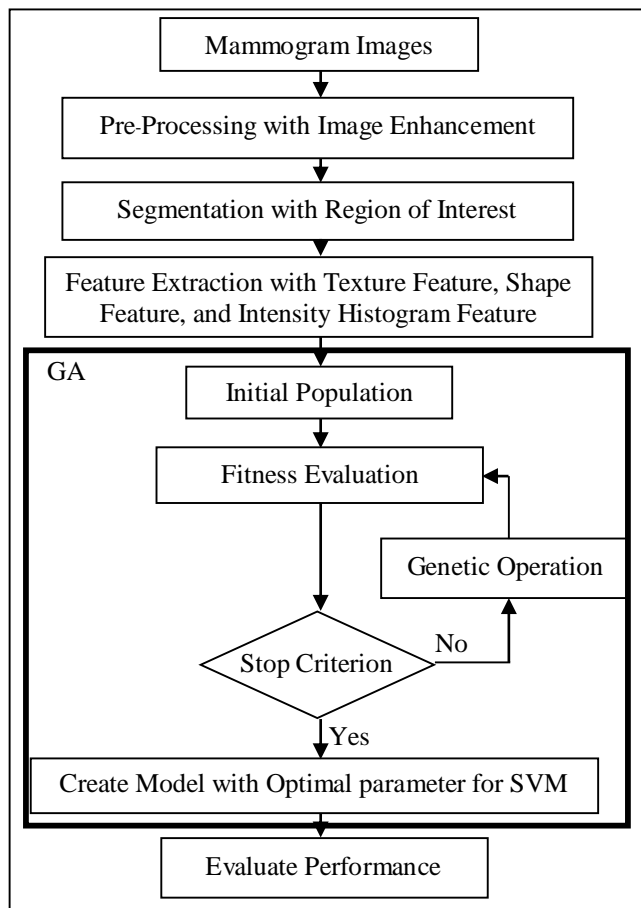 Mammogram Images
Pre-Processing with Image Enhancement
Segmentation with Region of Interest
Feature Extraction with Texture Feature, Shape
Feature, and Intensity Histogram Feature
GA
Initial Population
Fitness Evaluation
Genetic Operation
No
Stop Criterion
Yes
Create Model with Optimal parameter for SVM
Evaluate Performance